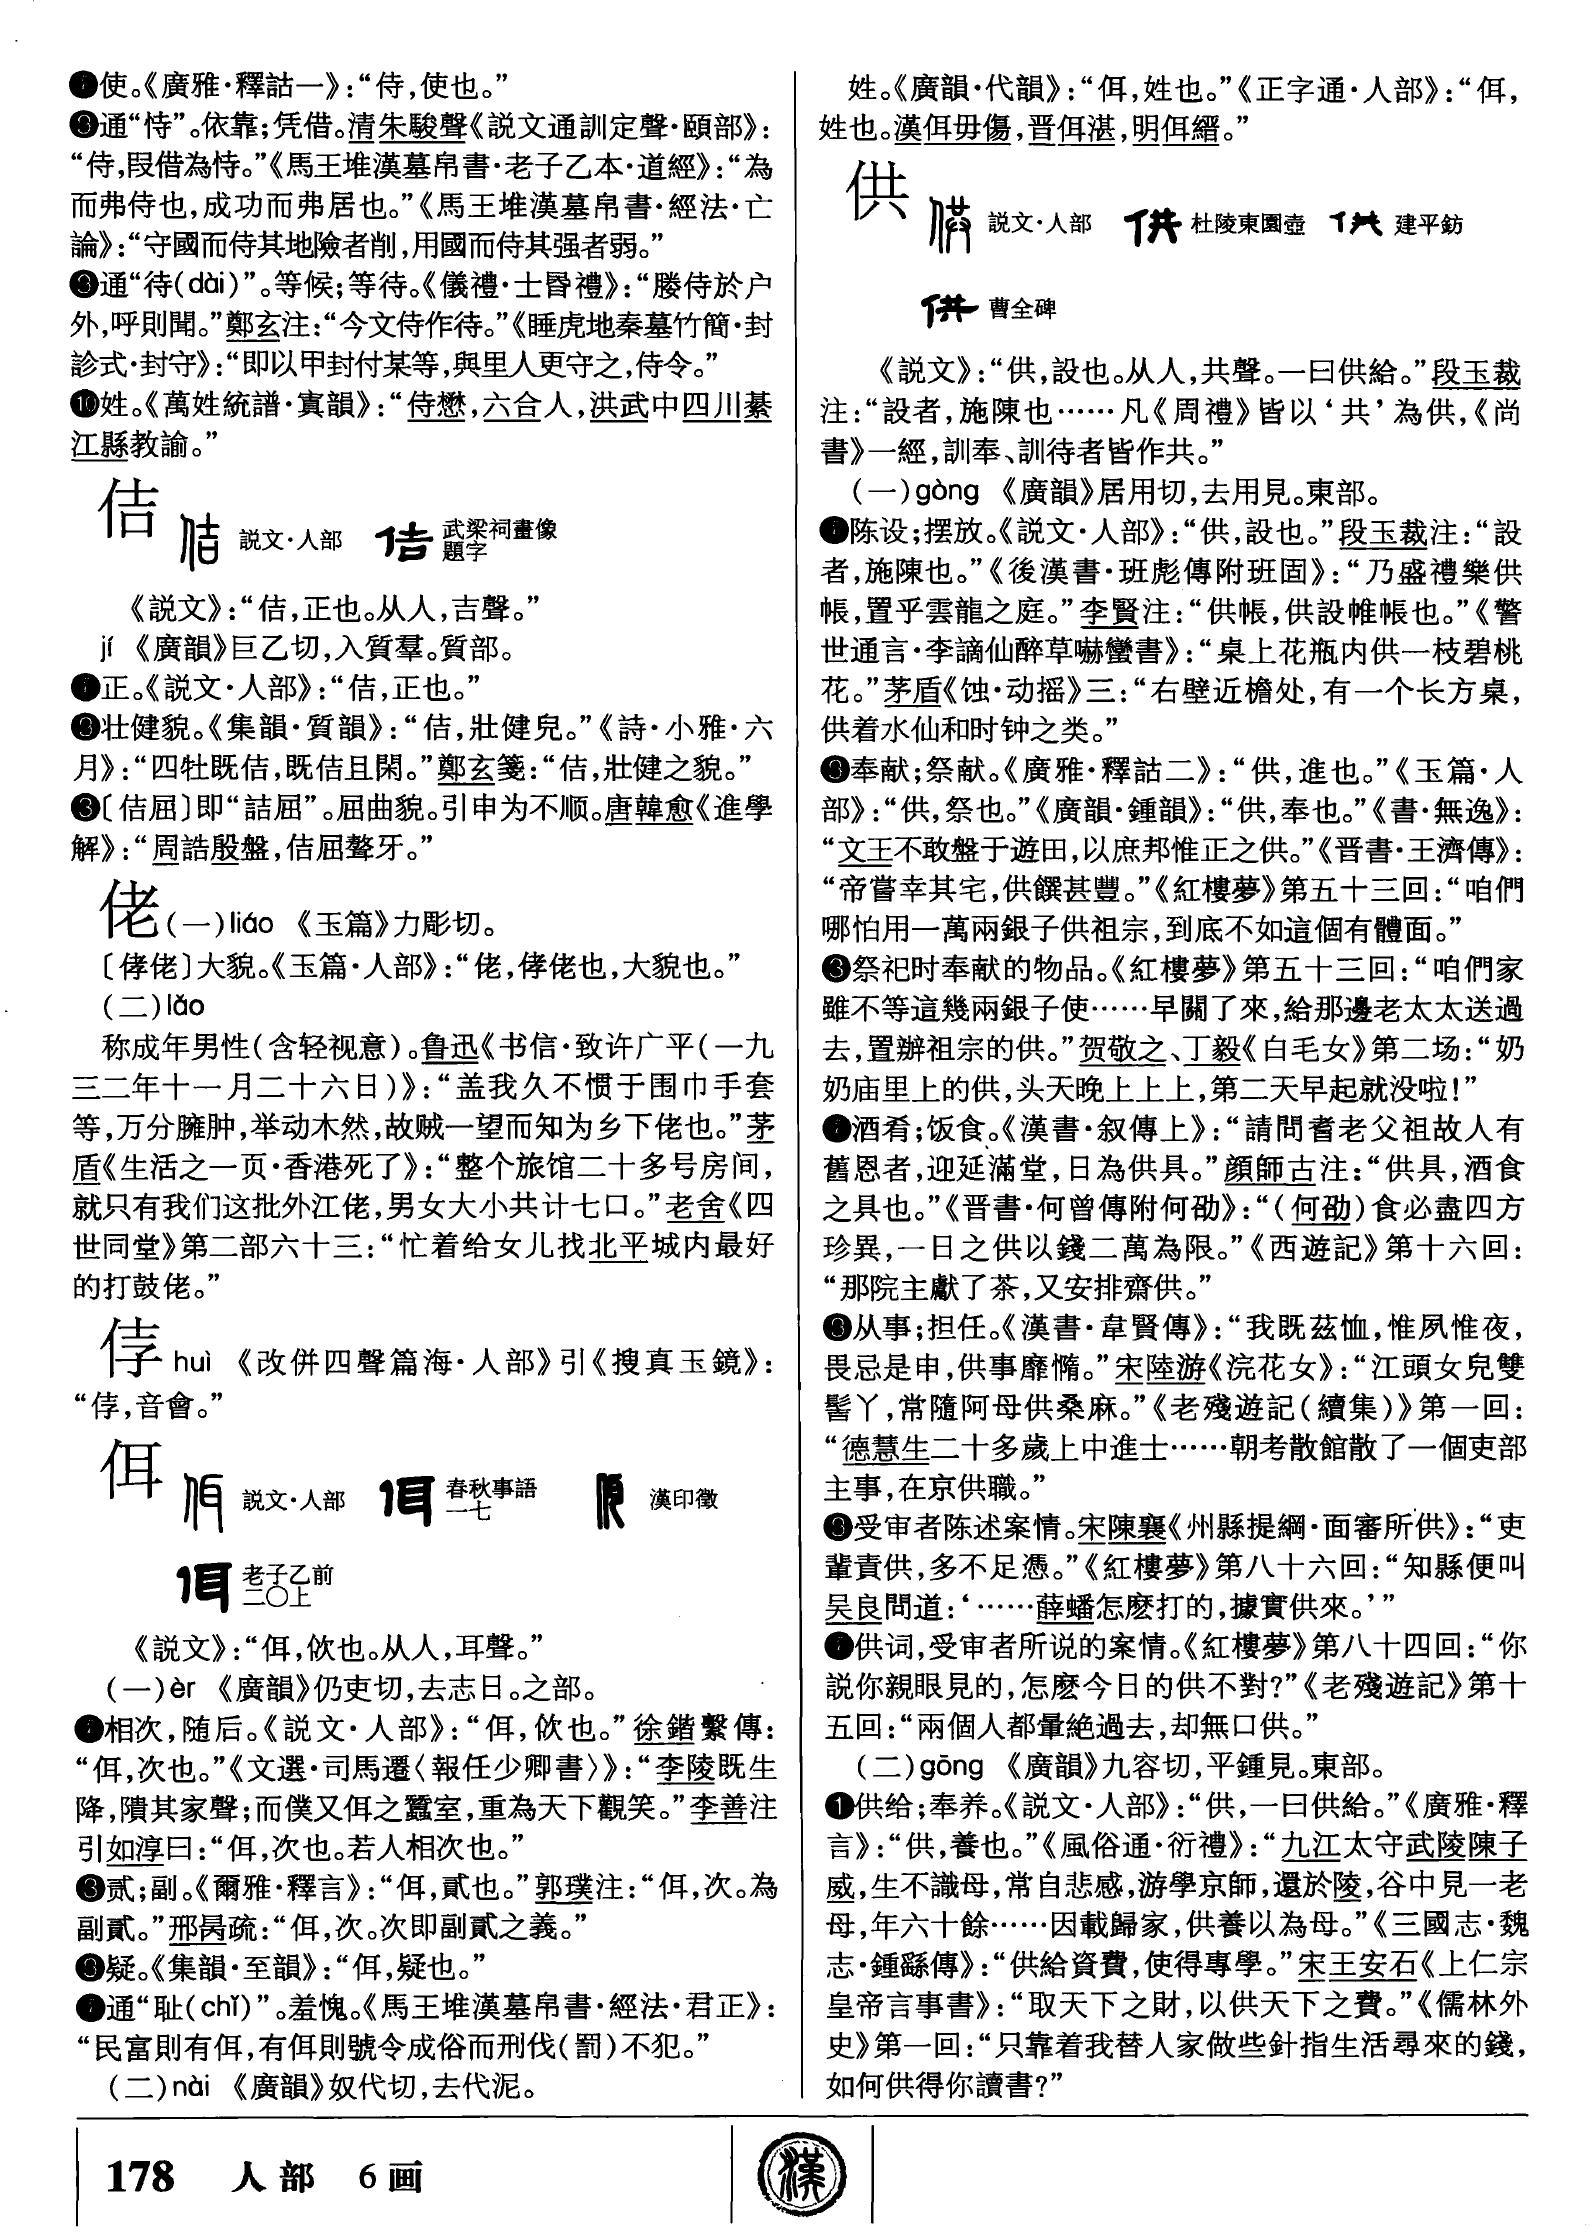 ❼使。《廣雅·釋詁一》：“侍，使也。”
❽通“恃”。依靠；凭借。清朱駿聲《説文通訓定聲·頤部》：
“侍，叚借為恃。”《馬王堆漢墓帛書·老子乙本·道經》：“為
而弗侍也，成功而弗居也。”《馬王堆漢墓帛書·經法·亡
論》：“守國而侍其地險者削，用國而侍其强者弱。”
❾通“待(dài)”。等候；等待。《儀禮·士昬禮》：“媵侍於户
外，呼則聞。”鄭玄注：“今文侍作待。”《睡虎地秦墓竹簡·封
診式·封守》：“即以甲封付某等，與里人更守之，侍令。”
❿姓。《萬姓統譜·寘韻》：“侍懋，六合人，洪武中四川綦
江縣教諭。”
佶 説文·人部 武梁祠畫像
題字
《説文》：“佶，正也。从人，吉聲。”
jí 《廣韻》巨乙切，入質羣。質部。
❶正。《説文·人部》：“佶，正也。”
❷壮健貌。《集韻·質韻》：“佶，壯健皃。”《詩·小雅·六
月》：“四牡既佶，既佶且閑。”鄭玄箋：“佶，壯健之貌。”
❸〔佶屈〕即“詰屈”。屈曲貌。引申为不顺。唐韓愈《進學
解》：“周誥殷盤，佶屈聱牙。”
佬(一)liáo 《玉篇》力彫切。
〔侾佬〕大貌。《玉篇·人部》：“佬，侾佬也，大貌也。”
(二)lǎo
称成年男性(含轻视意)。鲁迅《书信·致许广平(一九
三二年十一月二十六日)》：“盖我久不惯于围巾手套
等，万分臃肿，举动木然，故贼一望而知为乡下佬也。”茅
盾《生活之一页·香港死了》：“整个旅馆二十多号房间，
就只有我们这批外江佬，男女大小共计七口。”老舍《四
世同堂》第二部六十三：“忙着给女儿找北平城内最好
的打鼓佬。”
㑔 huì 《改併四聲篇海·人部》引《搜真玉鏡》：
“㑔，音會。”
佴 説文·人部 春秋事語
一七 漢印徵
老子乙前
二〇上
《説文》：“佴，佽也。从人，耳聲。”
(一)èr 《廣韻》仍吏切，去志日。之部。
❶相次，随后。《説文·人部》：“佴，佽也。”徐鍇繫傳：
“佴，次也。”《文選·司馬遷〈報任少卿書〉》：“李陵既生
降，隤其家聲；而僕又佴之蠶室，重為天下觀笑。”李善注
引如淳曰：“佴，次也。若人相次也。”
❷贰；副。《爾雅·釋言》：“佴，貳也。”郭璞注：“佴，次。為
副貳。”邢昺疏：“佴，次。次即副貳之義。”
❸疑。《集韻·至韻》：“佴，疑也。”
❹通“耻(chǐ)”。羞愧。《馬王堆漢墓帛書·經法·君正》：
“民富則有佴，有佴則號令成俗而刑伐(罰)不犯。”
(二)nài 《廣韻》奴代切，去代泥。
姓。《廣韻·代韻》：“佴，姓也。”《正字通·人部》：“佴，
姓也。漢佴毋傷，晋佴湛，明佴縉。”
供 説文·人部 杜陵東園壺 建平鈁
曹全碑
《説文》：“供，設也。从人，共聲。一曰供給。”段玉裁
注：“設者，施陳也……凡《周禮》皆以‘共’為供，《尚
書》一經，訓奉、訓待者皆作共。”
(一)gòng 《廣韻》居用切，去用見。東部。
❶陈设；摆放。《説文·人部》：“供，設也。”段玉裁注：“設
者，施陳也。”《後漢書·班彪傳附班固》：“乃盛禮樂供
帳，置乎雲龍之庭。”李賢注：“供帳，供設帷帳也。”《警
世通言·李謫仙醉草嚇蠻書》：“桌上花瓶内供一枝碧桃
花。”茅盾《蚀·动摇》三：“右壁近檐处，有一个长方桌，
供着水仙和时钟之类。”
❷奉献；祭献。《廣雅·釋詁二》：“供，進也。”《玉篇·人
部》：“供，祭也。”《廣韻·鍾韻》：“供，奉也。”《書·無逸》：
“文王不敢盤于遊田，以庶邦惟正之供。”《晋書·王濟傳》：
“帝嘗幸其宅，供饌甚豐。”《紅樓夢》第五十三回：“咱們
哪怕用一萬兩銀子供祖宗，到底不如這個有體面。”
❸祭祀时奉献的物品。《紅樓夢》第五十三回：“咱們家
雖不等這幾兩銀子使……早關了來，給那邊老太太送過
去，置辦祖宗的供。”贺敬之、丁毅《白毛女》第二场：“奶
奶庙里上的供，头天晚上上上，第二天早起就没啦！”
❹酒肴；饭食。《漢書·叙傳上》：“請問耆老父祖故人有
舊恩者，迎延滿堂，日為供具。”顔師古注：“供具，酒食
之具也。”《晋書·何曾傳附何劭》：“(何劭)食必盡四方
珍異，一日之供以錢二萬為限。”《西遊記》第十六回：
“那院主獻了茶，又安排齋供。”
❺从事；担任。《漢書·韋賢傳》：“我既茲恤，惟夙惟夜，
畏忌是申，供事靡惰。”宋陸游《浣花女》：“江頭女兒雙
髻丫，常隨阿母供桑麻。”《老殘遊記(續集)》第一回：
“德慧生二十多歲上中進士……朝考散館散了一個吏部
主事，在京供職。”
❻受审者陈述案情。宋陳襄《州縣提綱·面審所供》：“吏
輩責供，多不足憑。”《紅樓夢》第八十六回：“知縣便叫
吴良問道：‘……薛蟠怎麽打的，據實供來。’”
❼供词，受审者所说的案情。《紅樓夢》第八十四回：“你
説你親眼見的，怎麽今日的供不對？”《老殘遊記》第十
五回：“兩個人都暈絶過去，却無口供。”
(二)gōng 《廣韻》九容切，平鍾見。東部。
❶供给；奉养。《説文·人部》：“供，一曰供給。”《廣雅·釋
言》：“供，養也。”《風俗通·衍禮》：“九江太守武陵陳子
威，生不識母，常自悲感，游學京師，還於陵，谷中見一老
母，年六十餘……因載歸家，供養以為母。”《三國志·魏
志·鍾繇傳》：“供給資費，使得專學。”宋王安石《上仁宗
皇帝言事書》：“取天下之財，以供天下之費。”《儒林外
史》第一回：“只靠着我替人家做些針指生活尋來的錢，
如何供得你讀書？”
178 人部 6画
漢